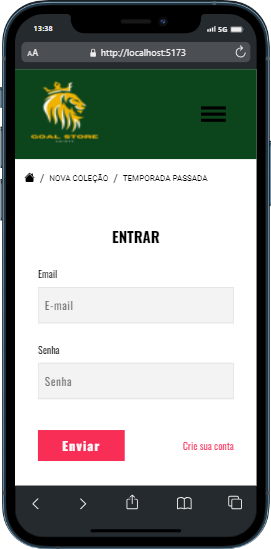 13:38
5G
AA
http://localhost:5173
GOAL STORE
/ NOVA COLEÇÃO / TEMPORADA PASSADA
ENTRAR
Email
E-mail
Senha
Senha
Enviar
Crie sua conta